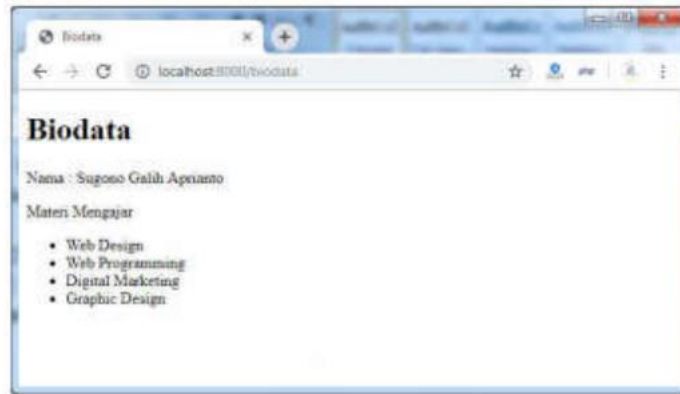 Biodata
localhost:8000/biodata
Biodata
Nama : Sugono Galih Aprianto
Materi Mengajar
• Web Design
• Web Programming
• Digital Marketing
• Graphic Design